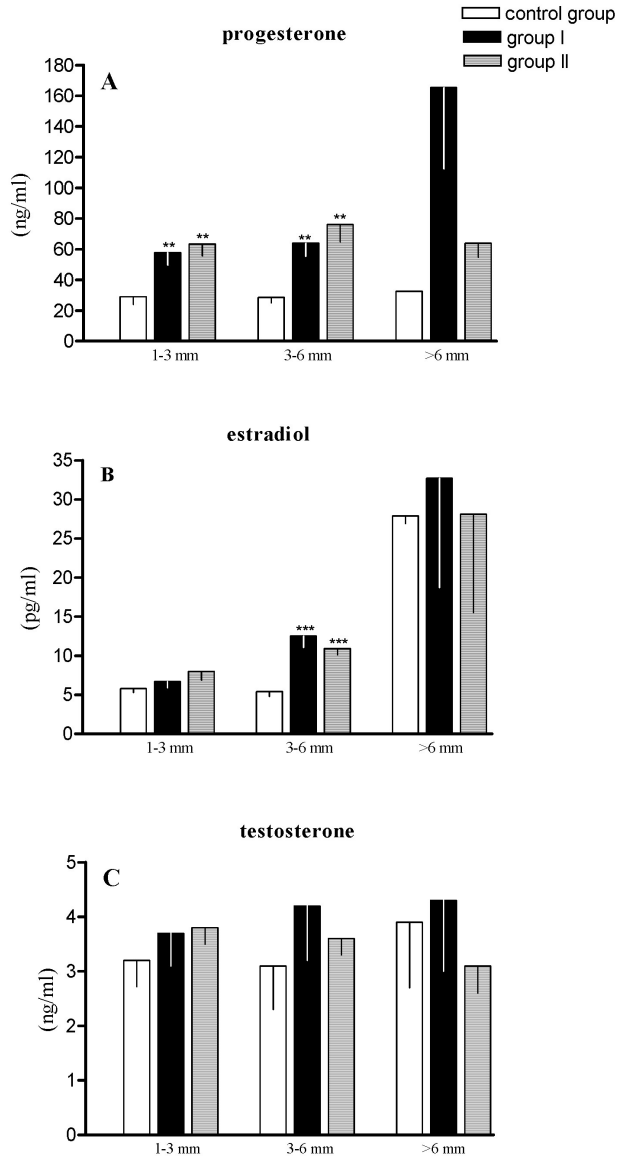 control group
progesterone
group I
group II
A
180
160
140
120
100
80
60
40
20
0
(ng/ml)
** **
** **
1-3 mm 3-6 mm >6 mm
estradiol
B
35
30
25
20
15
10
5
0
(pg/ml)
*** ***
1-3 mm 3-6 mm >6 mm
testosterone
C
5
4
3
2
1
0
(ng/ml)
1-3 mm 3-6 mm >6 mm